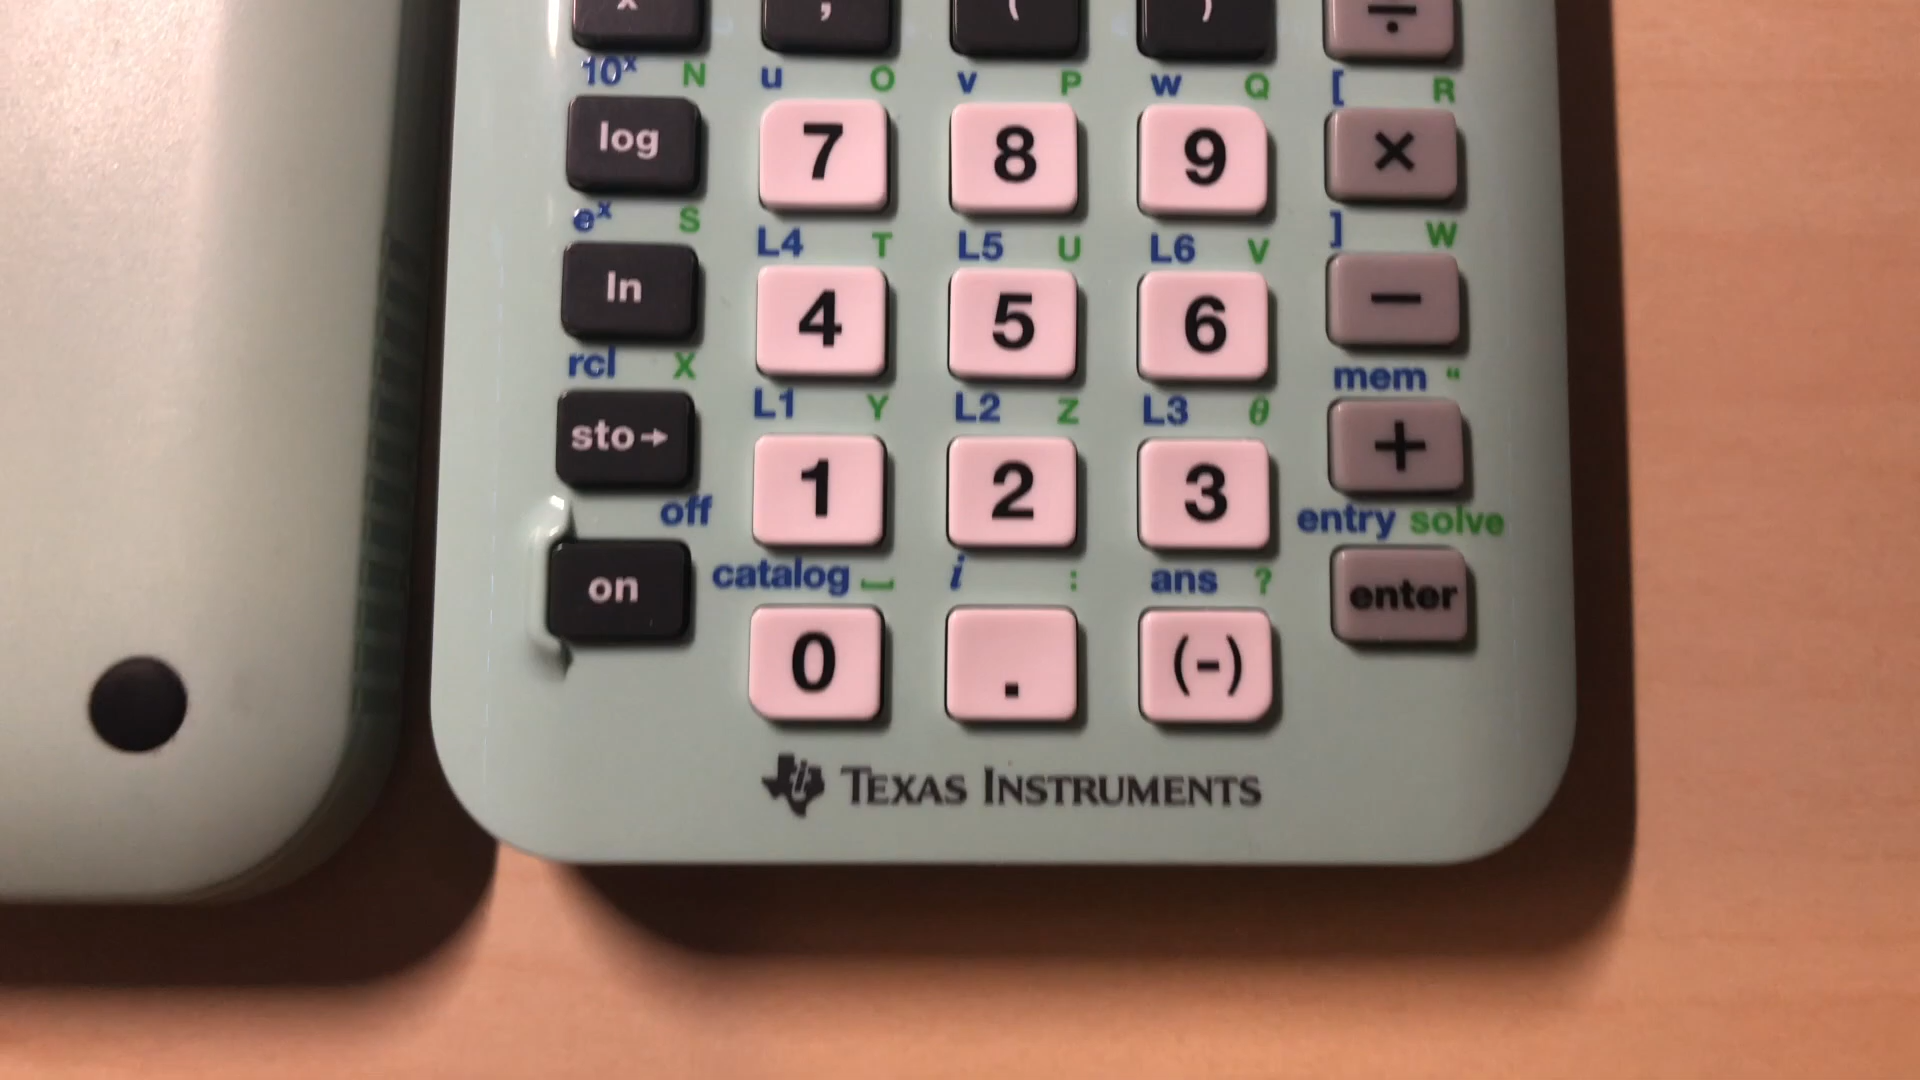 , ( ) ÷
10ˣ N u O v P w Q [ R
log 7 8 9 ×
eˣ S L4 T L5 U L6 V ] W
ln 4 5 6 −
rcl X L1 Y L2 Z L3 θ mem “
sto→ 1 2 3 +
off catalog ⎵ i : ans ? entry solve
on 0 . (-) enter
TEXAS INSTRUMENTS